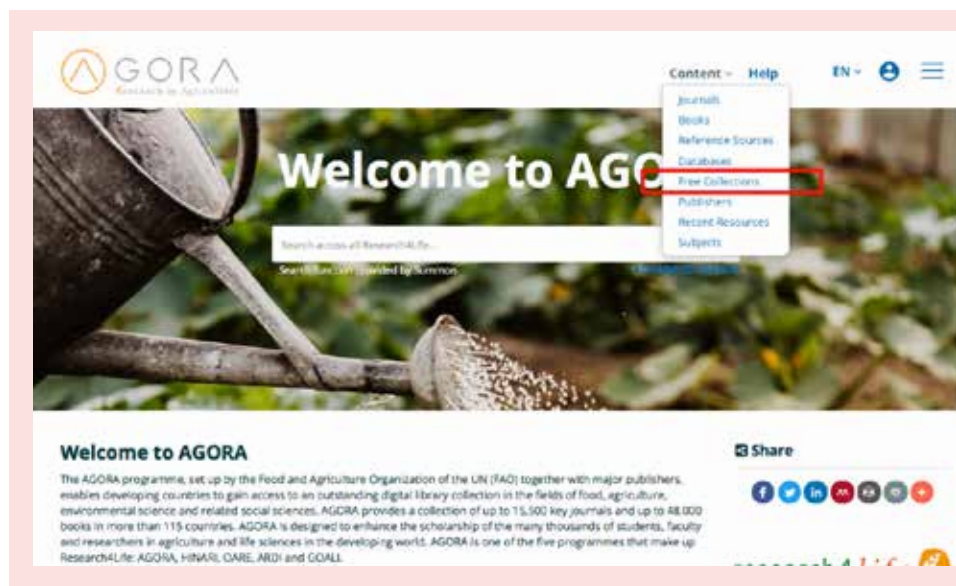 AGORA
Research in Agriculture
Content Help EN
Journals
Books
Reference Sources
Databases
Free Collections
Publishers
Recent Resources
Subjects
Welcome to AGO
Search across all Research4Life...
Search function provided by Summon
Welcome to AGORA
The AGORA programme, set up by the Food and Agriculture Organization of the UN (FAO) together with major publishers,
enables developing countries to gain access to an outstanding digital library collection in the fields of food, agriculture,
environmental science and related social sciences. AGORA provides a collection of up to 15,500 key journals and up to 48,000
books in more than 115 countries. AGORA is designed to enhance the scholarship of the many thousands of students, faculty
and researchers in agriculture and life sciences in the developing world. AGORA is one of the five programmes that make up
Research4Life: AGORA, HINARI, OARE, ARDI and GOALI.
Share
research4life